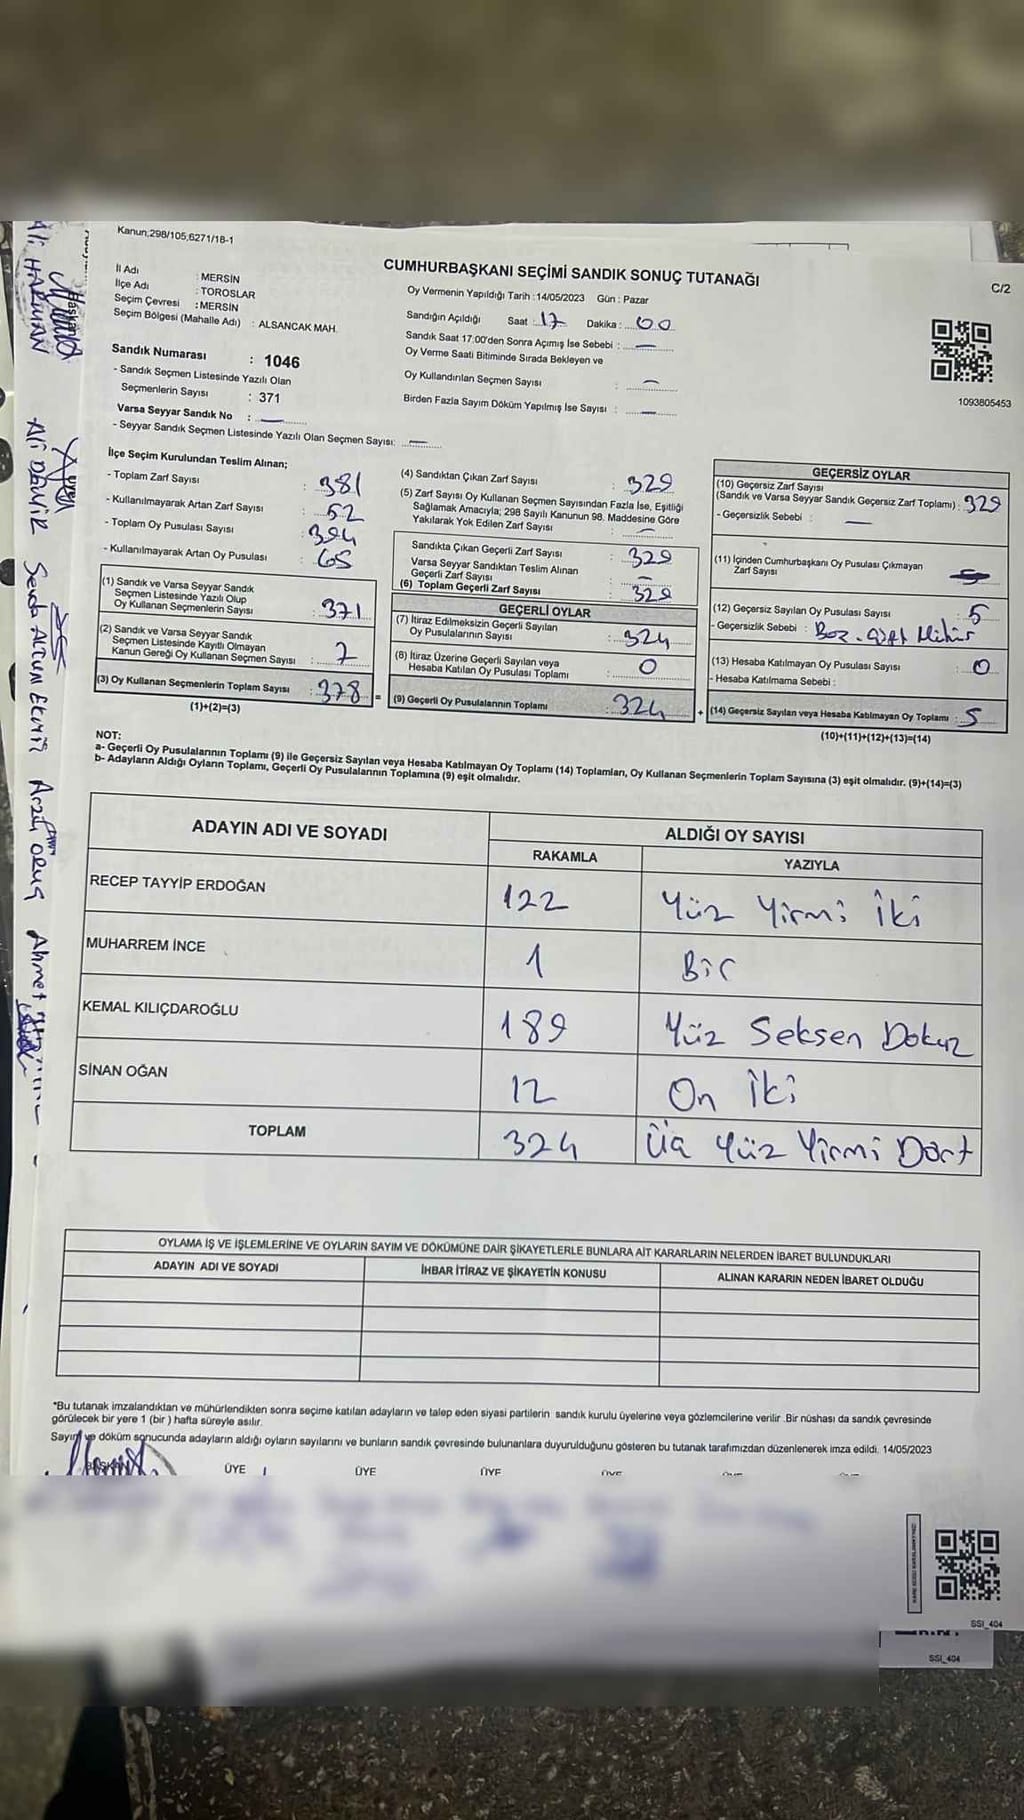 Kanun;298/105,6271/18-1
CUMHURBAŞKANI SEÇİMİ SANDIK SONUÇ TUTANAĞI
C/2
İl Adı : MERSİN
İlçe Adı : TOROSLAR
Seçim Çevresi : MERSİN
Seçim Bölgesi (Mahalle Adı) : ALSANCAK MAH.
Oy Vermenin Yapıldığı Tarih :14/05/2023 Gün : Pazar
Sandığın Açıldığı Saat : 17 Dakika : 00
Sandık Saat 17:00'den Sonra Açımış İse Sebebi : —
Oy Verme Saati Bitiminde Sırada Bekleyen ve
Oy Kullandırılan Seçmen Sayısı : —
Birden Fazla Sayım Döküm Yapılmış İse Sayısı : —
1093805453
Sandık Numarası : 1046
- Sandık Seçmen Listesinde Yazılı Olan
Seçmenlerin Sayısı : 371
Varsa Seyyar Sandık No : —
- Seyyar Sandık Seçmen Listesinde Yazılı Olan Seçmen Sayısı: —
İlçe Seçim Kurulundan Teslim Alınan;
- Toplam Zarf Sayısı : 381
- Kullanılmayarak Artan Zarf Sayısı : 52
- Toplam Oy Pusulası Sayısı : 394
- Kullanılmayarak Artan Oy Pusulası : 65
(1) Sandık ve Varsa Seyyar Sandık
Seçmen Listesinde Yazılı Olup
Oy Kullanan Seçmenlerin Sayısı : 371
(2) Sandık ve Varsa Seyyar Sandık
Seçmen Listesinde Kayıtlı Olmayan
Kanun Gereği Oy Kullanan Seçmen Sayısı : 7
(3) Oy Kullanan Seçmenlerin Toplam Sayısı : 378
(1)+(2)=(3)
(4) Sandıktan Çıkan Zarf Sayısı : 329
(5) Zarf Sayısı Oy Kullanan Seçmen Sayısından Fazla İse, Eşitliği
Sağlamak Amacıyla; 298 Sayılı Kanunun 98. Maddesine Göre
Yakılarak Yok Edilen Zarf Sayısı : —
Sandıkta Çıkan Geçerli Zarf Sayısı : 329
Varsa Seyyar Sandıktan Teslim Alınan
Geçerli Zarf Sayısı : —
(6) Toplam Geçerli Zarf Sayısı : 329
GEÇERLİ OYLAR
(7) İtiraz Edilmeksizin Geçerli Sayılan
Oy Pusulalarının Sayısı : 324
(8) İtiraz Üzerine Geçerli Sayılan veya
Hesaba Katılan Oy Pusulası Toplamı : 0
(9) Geçerli Oy Pusulalarının Toplamı : 324
GEÇERSİZ OYLAR
(10) Geçersiz Zarf Sayısı
(Sandık ve Varsa Seyyar Sandık Geçersiz Zarf Toplamı) : 329
- Geçersizlik Sebebi : —
(11) İçinden Cumhurbaşkanı Oy Pusulası Çıkmayan
Zarf Sayısı :
(12) Geçersiz Sayılan Oy Pusulası Sayısı : 5
- Geçersizlik Sebebi : Boz - Çift Mühür
(13) Hesaba Katılmayan Oy Pusulası Sayısı : 0
- Hesaba Katılmama Sebebi :
(14) Geçersiz Sayılan veya Hesaba Katılmayan Oy Toplamı : 5
(10)+(11)+(12)+(13)=(14)
NOT:
a- Geçerli Oy Pusulalarının Toplamı (9) ile Geçersiz Sayılan veya Hesaba Katılmayan Oy Toplamı (14) Toplamları, Oy Kullanan Seçmenlerin Toplam Sayısına (3) eşit olmalıdır. (9)+(14)=(3)
b- Adayların Aldığı Oyların Toplamı, Geçerli Oy Pusulalarının Toplamına (9) eşit olmalıdır.
ADAYIN ADI VE SOYADI ALDIĞI OY SAYISI
RAKAMLA YAZIYLA
RECEP TAYYİP ERDOĞAN 122 Yüz Yirmi İki
MUHARREM İNCE 1 Bir
KEMAL KILIÇDAROĞLU 189 Yüz Seksen Dokuz
SİNAN OĞAN 12 On İki
TOPLAM 324 Üç Yüz Yirmi Dört
OYLAMA İŞ VE İŞLEMLERİNE VE OYLARIN SAYIM VE DÖKÜMÜNE DAİR ŞİKAYETLERLE BUNLARA AİT KARARLARIN NELERDEN İBARET BULUNDUKLARI
ADAYIN ADI VE SOYADI İHBAR İTİRAZ VE ŞİKAYETİN KONUSU ALINAN KARARIN NEDEN İBARET OLDUĞU
*Bu tutanak imzalandıktan ve mühürlendikten sonra seçime katılan adayların ve talep eden siyasi partilerin sandık kurulu üyelerine veya gözlemcilerine verilir .Bir nüshası da sandık çevresinde
görülecek bir yere 1 (bir ) hafta süreyle asılır.
Sayım ve döküm sonucunda adayların aldığı oyların sayılarını ve bunların sandık çevresinde bulunanlara duyurulduğunu gösteren bu tutanak tarafımızdan düzenlenerek imza edildi. 14/05/2023
BAŞKAN ÜYE ÜYE ÜYE ÜYE
SSİ_404
SSİ_404
Ali HARMAN
Başkan
Ali DEMİR
Sevda ALTUN EKİM
Arzu ORUÇ
Ahmet